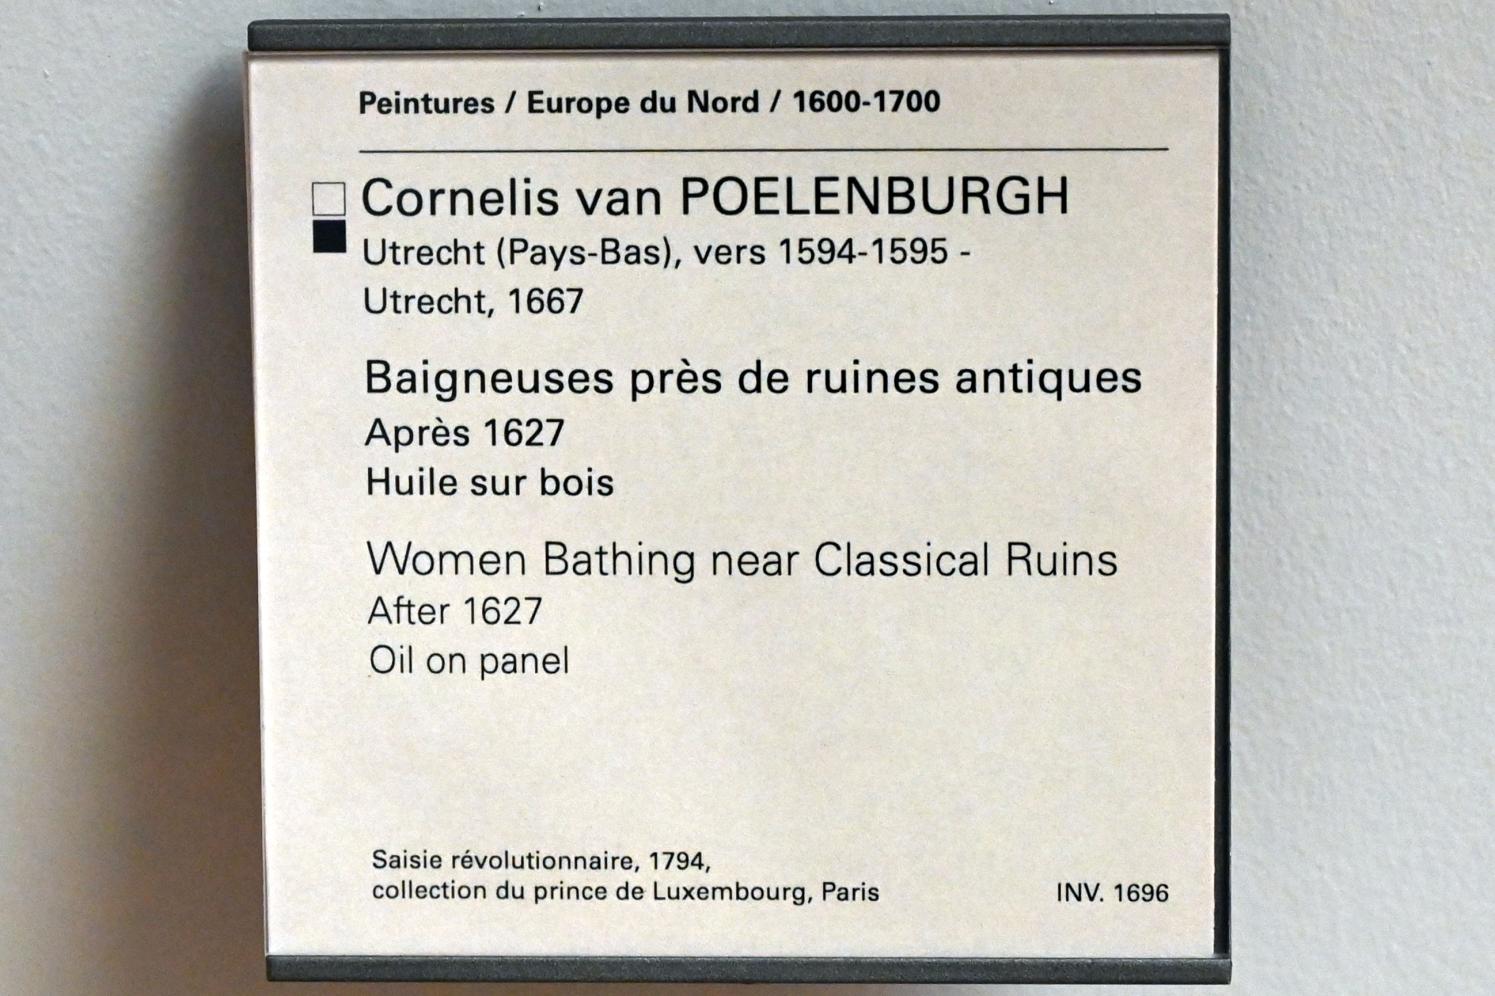 Peintures / Europe du Nord / 1600-1700
Cornelis van POELENBURGH
Utrecht (Pays-Bas), vers 1594-1595 -
Utrecht, 1667
Baigneuses près de ruines antiques
Après 1627
Huile sur bois
Women Bathing near Classical Ruins
After 1627
Oil on panel
Saisie révolutionnaire, 1794,
collection du prince de Luxembourg, Paris
INV. 1696